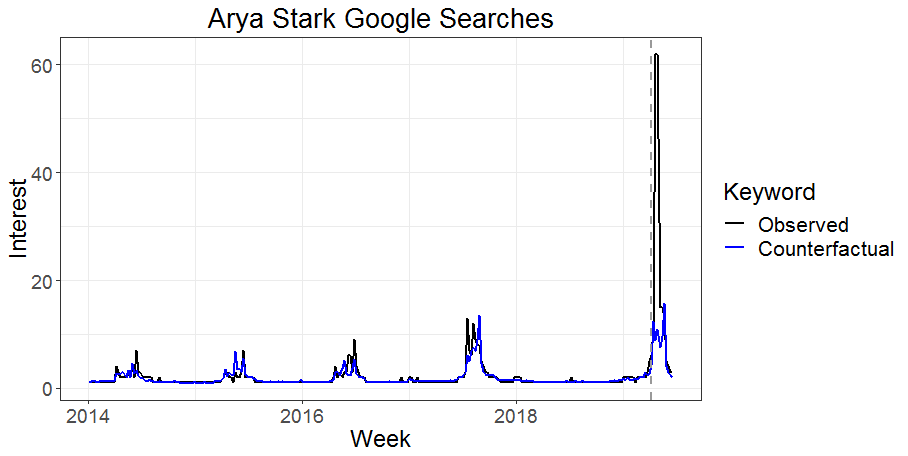 Arya Stark Google Searches
60
40
20
0
Interest
2014
2016
2018
Week
Keyword
Observed
Counterfactual